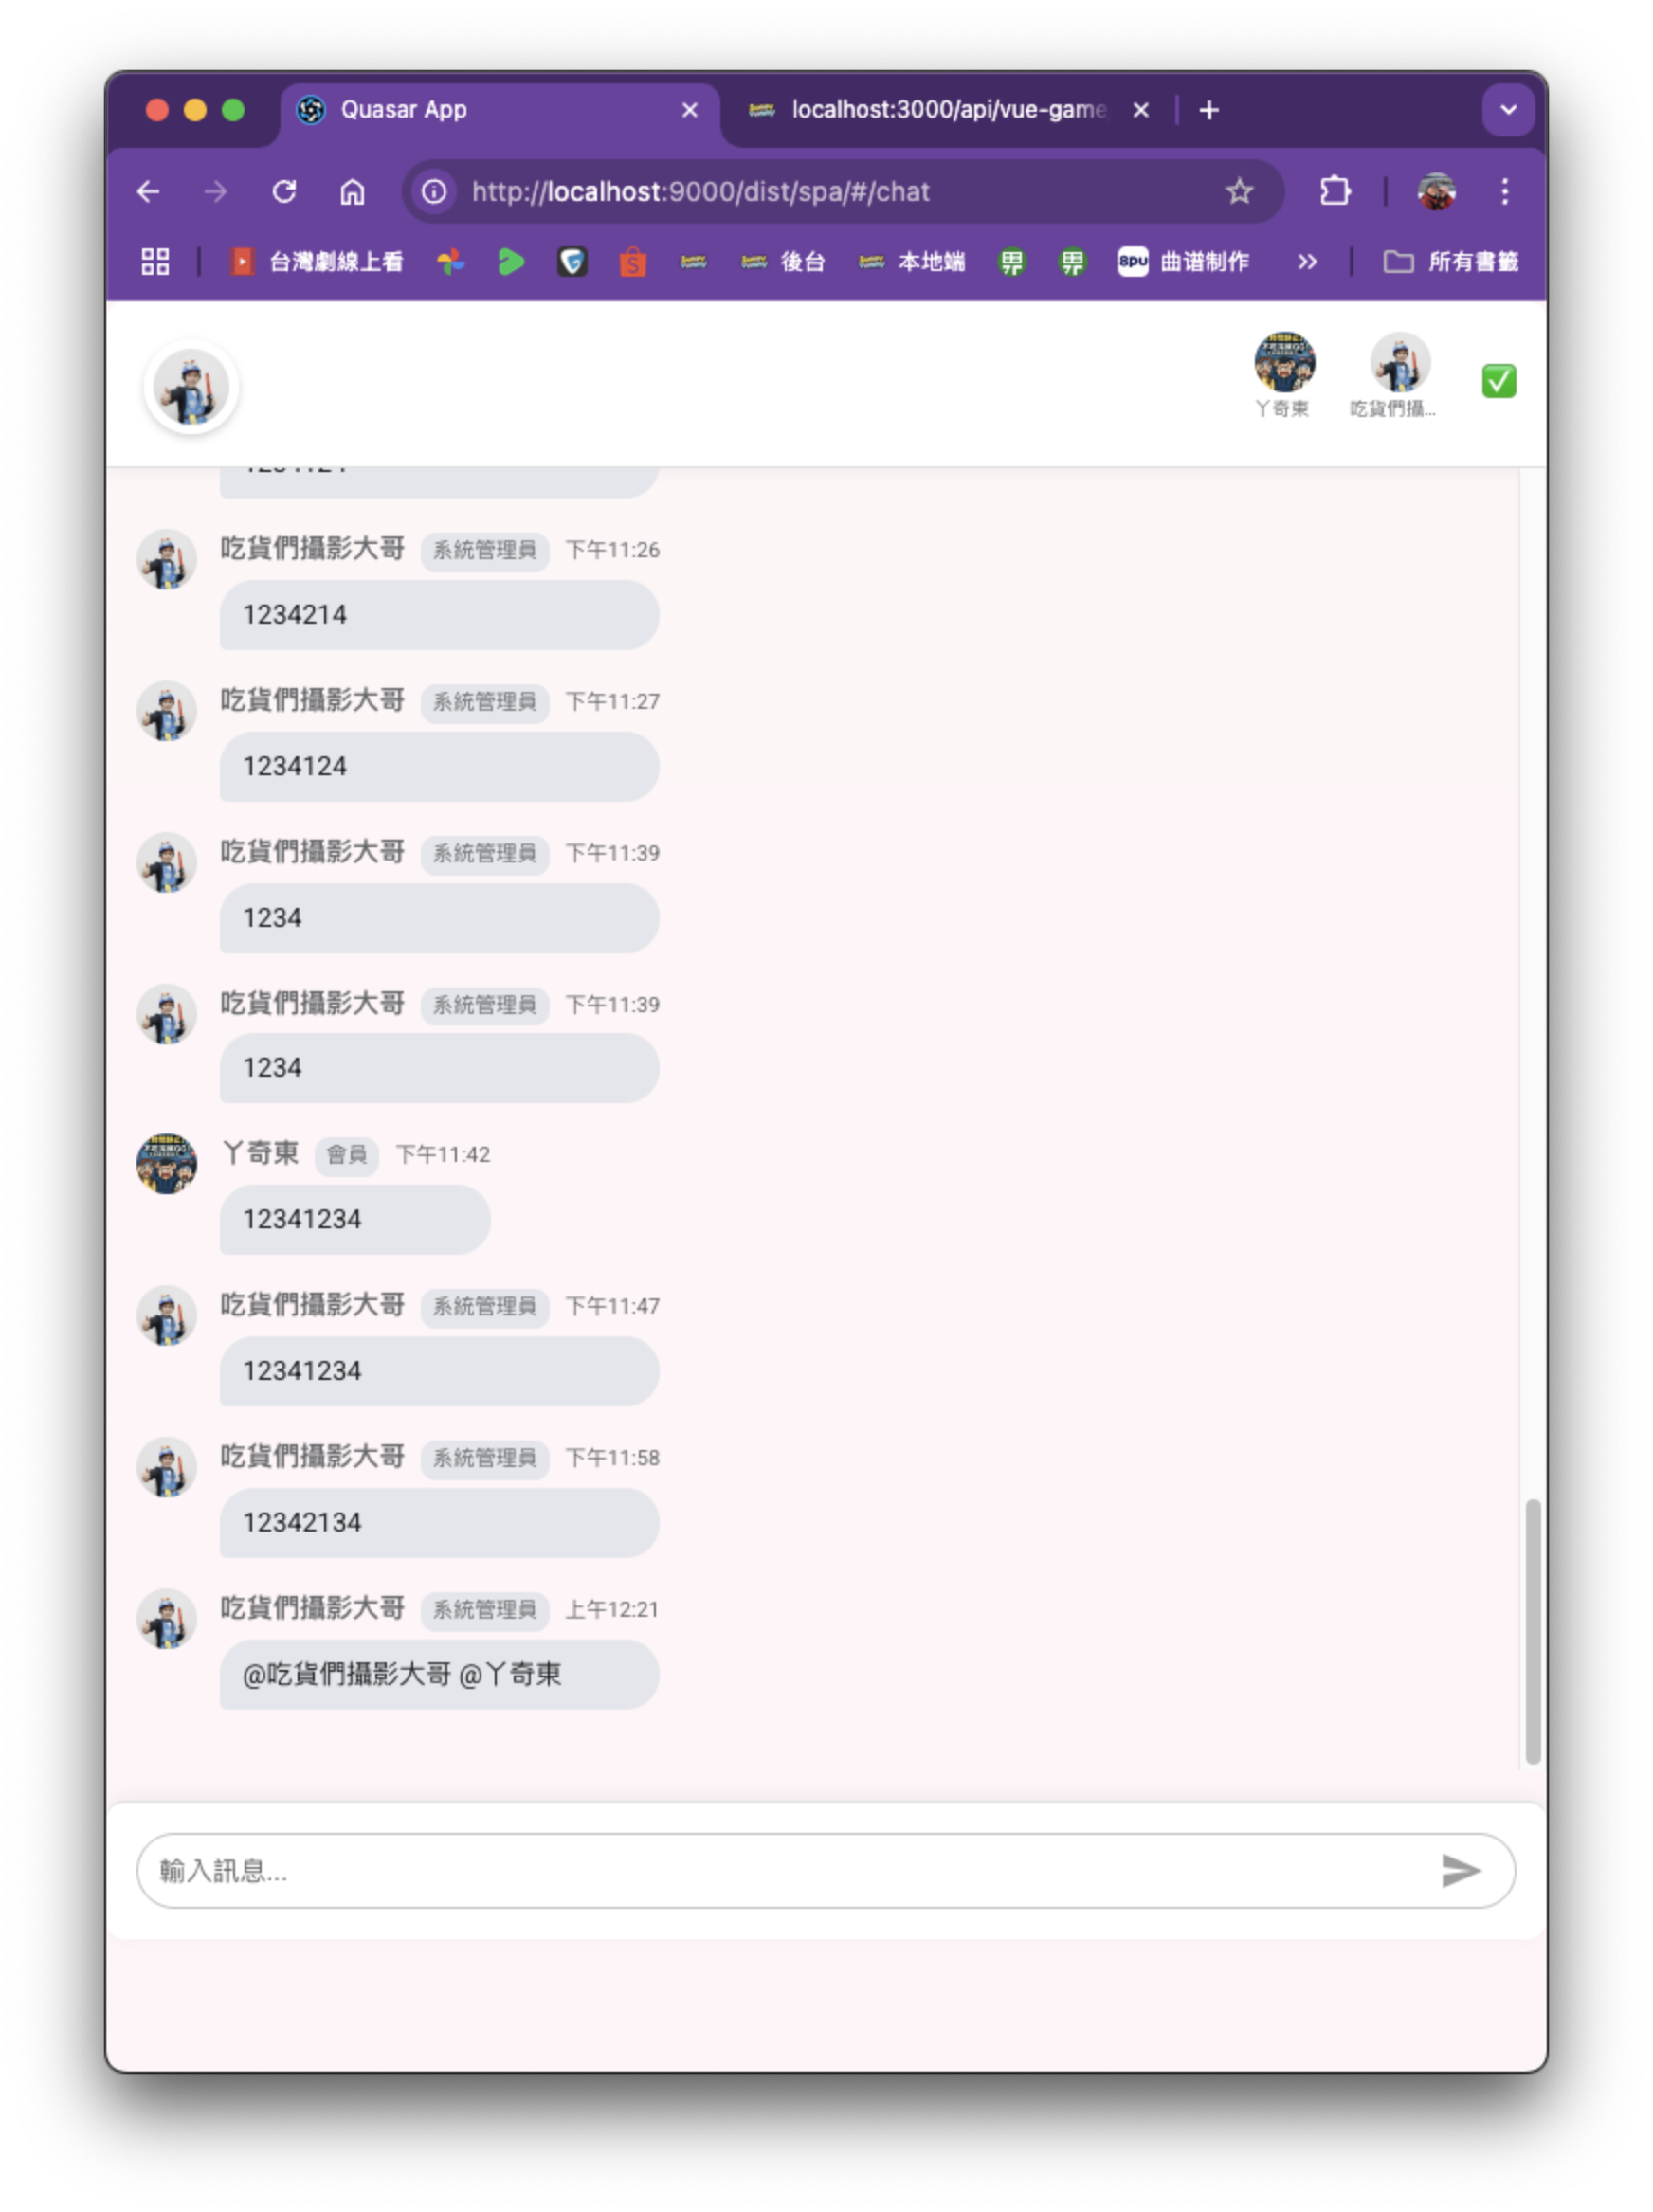 Quasar App
localhost:3000/api/vue-game
http://localhost:9000/dist/spa/#/chat
台灣劇線上看 後台 本地端 8pu 曲谱制作 所有書籤
丫奇東 吃貨們攝...
吃貨們攝影大哥 系統管理員 下午11:26
1234214
吃貨們攝影大哥 系統管理員 下午11:27
1234124
吃貨們攝影大哥 系統管理員 下午11:39
1234
吃貨們攝影大哥 系統管理員 下午11:39
1234
丫奇東 會員 下午11:42
12341234
吃貨們攝影大哥 系統管理員 下午11:47
12341234
吃貨們攝影大哥 系統管理員 下午11:58
12342134
吃貨們攝影大哥 系統管理員 上午12:21
@吃貨們攝影大哥 @丫奇東
輸入訊息...